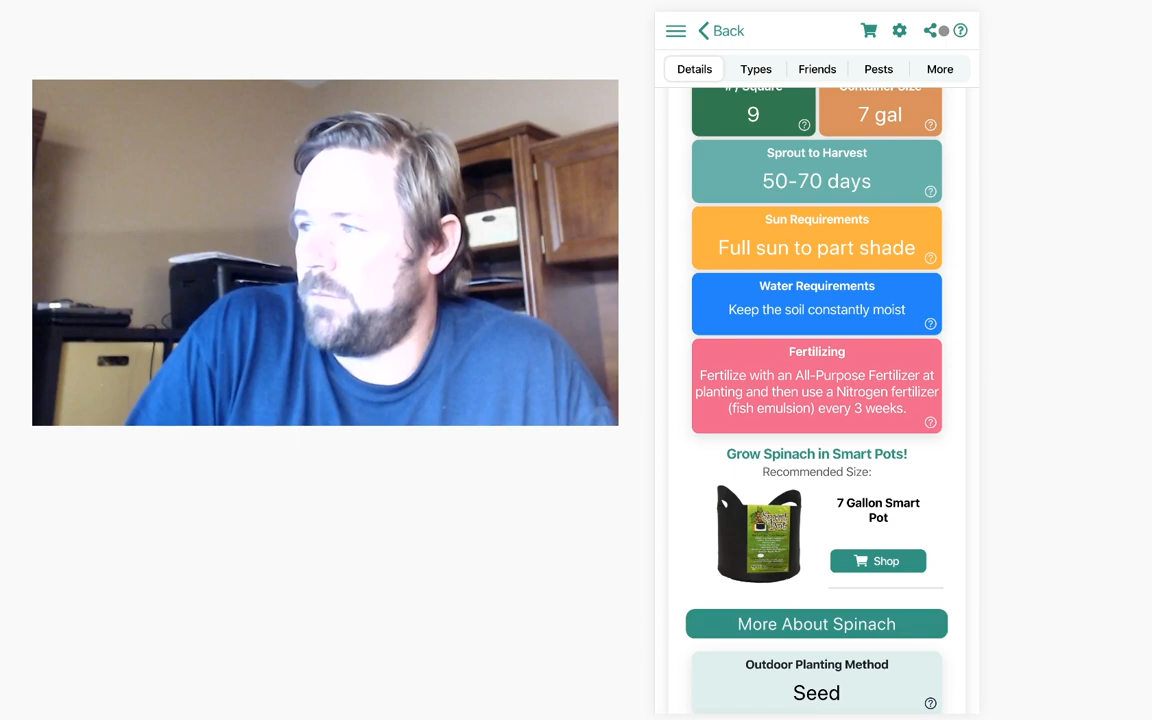 Back
Details Types Friends Pests More
# / Square Container Size
9 7 gal
Sprout to Harvest
50-70 days
Sun Requirements
Full sun to part shade
Water Requirements
Keep the soil constantly moist
Fertilizing
Fertilize with an All-Purpose Fertilizer at
planting and then use a Nitrogen fertilizer
(fish emulsion) every 3 weeks.
Grow Spinach in Smart Pots!
Recommended Size:
7 Gallon Smart
Pot
Shop
More About Spinach
Outdoor Planting Method
Seed